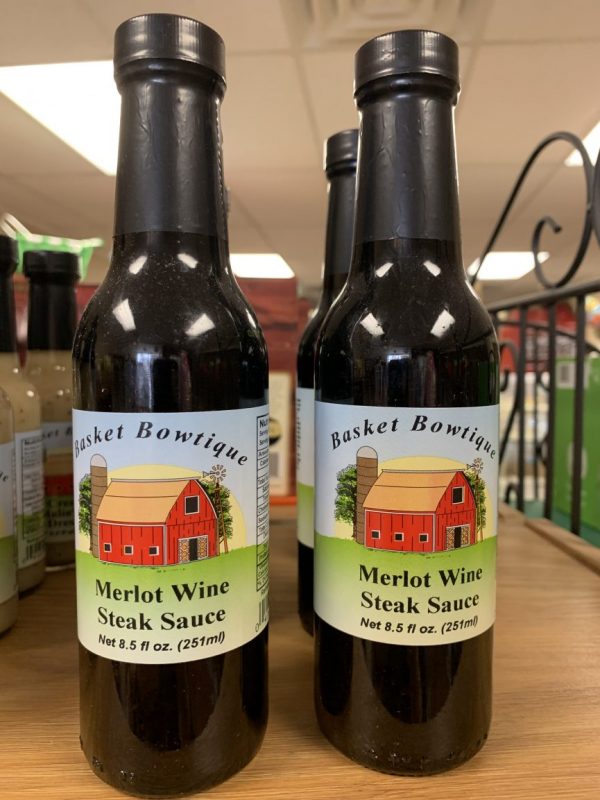 Basket Bowtique
Merlot Wine
Steak Sauce
Net 8.5 fl oz. (251ml)
Basket Bowtique
Merlot Wine
Steak Sauce
Net 8.5 fl oz. (251ml)